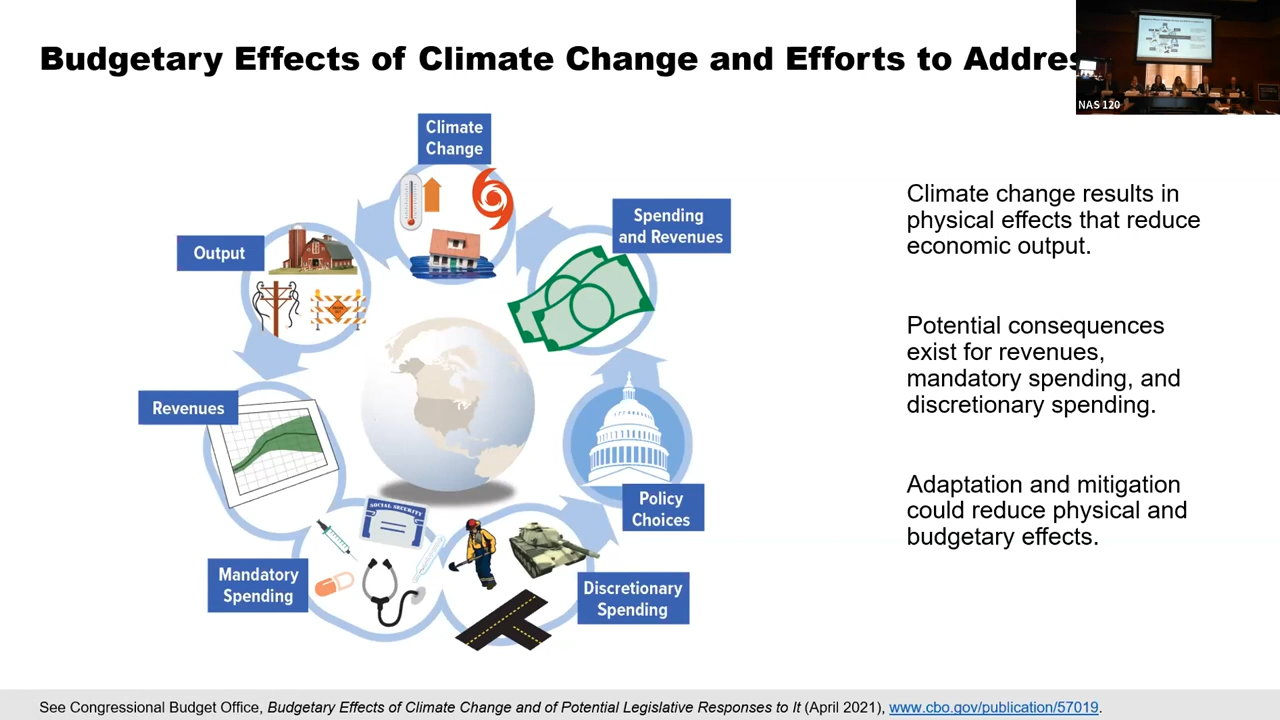 Budgetary Effects of Climate Change and Efforts to Addres
NAS 120
Climate
Change
Spending
and Revenues
Output
Revenues
SOCIAL SECURITY
Policy
Choices
Mandatory
Spending
Discretionary
Spending
Climate change results in
physical effects that reduce
economic output.
Potential consequences
exist for revenues,
mandatory spending, and
discretionary spending.
Adaptation and mitigation
could reduce physical and
budgetary effects.
See Congressional Budget Office, Budgetary Effects of Climate Change and of Potential Legislative Responses to It (April 2021), www.cbo.gov/publication/57019.